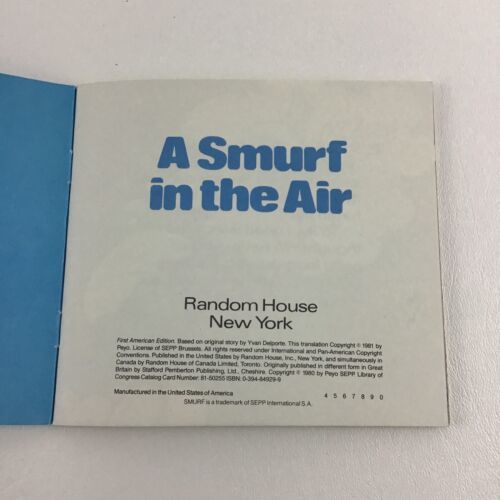 A Smurf
in the Air
Random House
New York
First American Edition. Based on original story by Yvan Delporte. This translation Copyright © 1981 by
Peyo. License of SEPP Brussels. All rights reserved under International and Pan-American Copyright
Conventions. Published in the United States by Random House, Inc., New York, and simultaneously in
Canada by Random House of Canada Limited, Toronto. Originally published in different form in Great
Britain by Stafford Pemberton Publishing, Ltd., Cheshire. Copyright © 1980 by Peyo SEPP Library of
Congress Catalog Card Number: 81-50255 ISBN: 0-394-84929-9
Manufactured in the United States of America 4 5 6 7 8 9 0
SMURF is a trademark of SEPP International S.A.